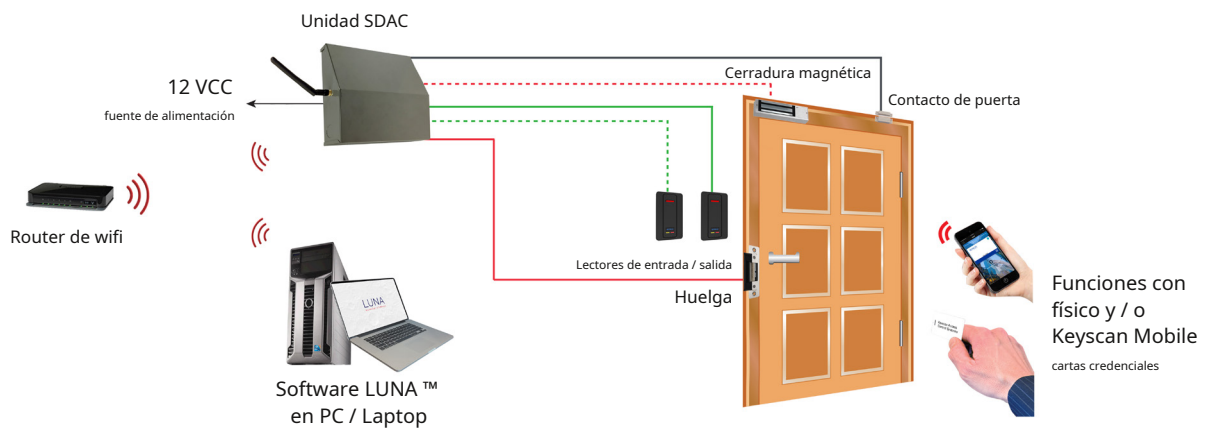 Unidad SDAC
12 VCC
fuente de alimentación
Cerradura magnética
Contacto de puerta
Router de wifi
Lectores de entrada / salida
Huelga
LUNA
Software LUNA ™
en PC / Laptop
Funciones con
físico y / o
Keyscan Mobile
cartas credenciales